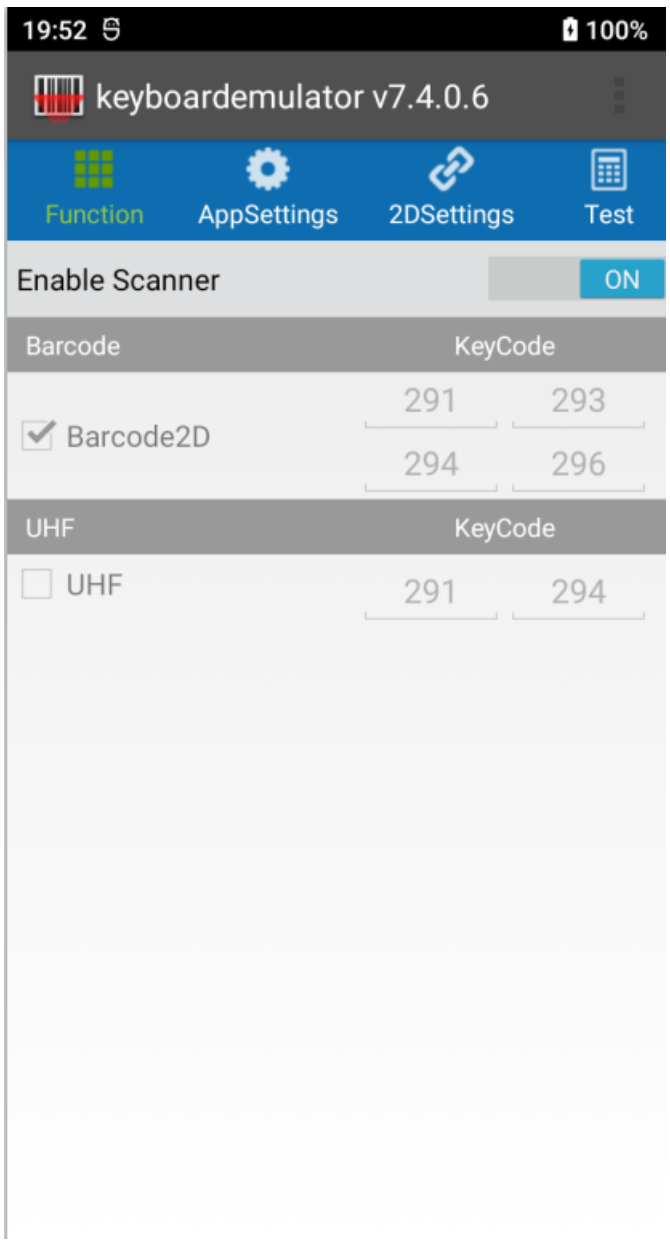 19:52 100%
keyboardemulator v7.4.0.6
Function AppSettings 2DSettings Test
Enable Scanner ON
Barcode KeyCode
291 293
Barcode2D
294 296
UHF KeyCode
UHF 291 294